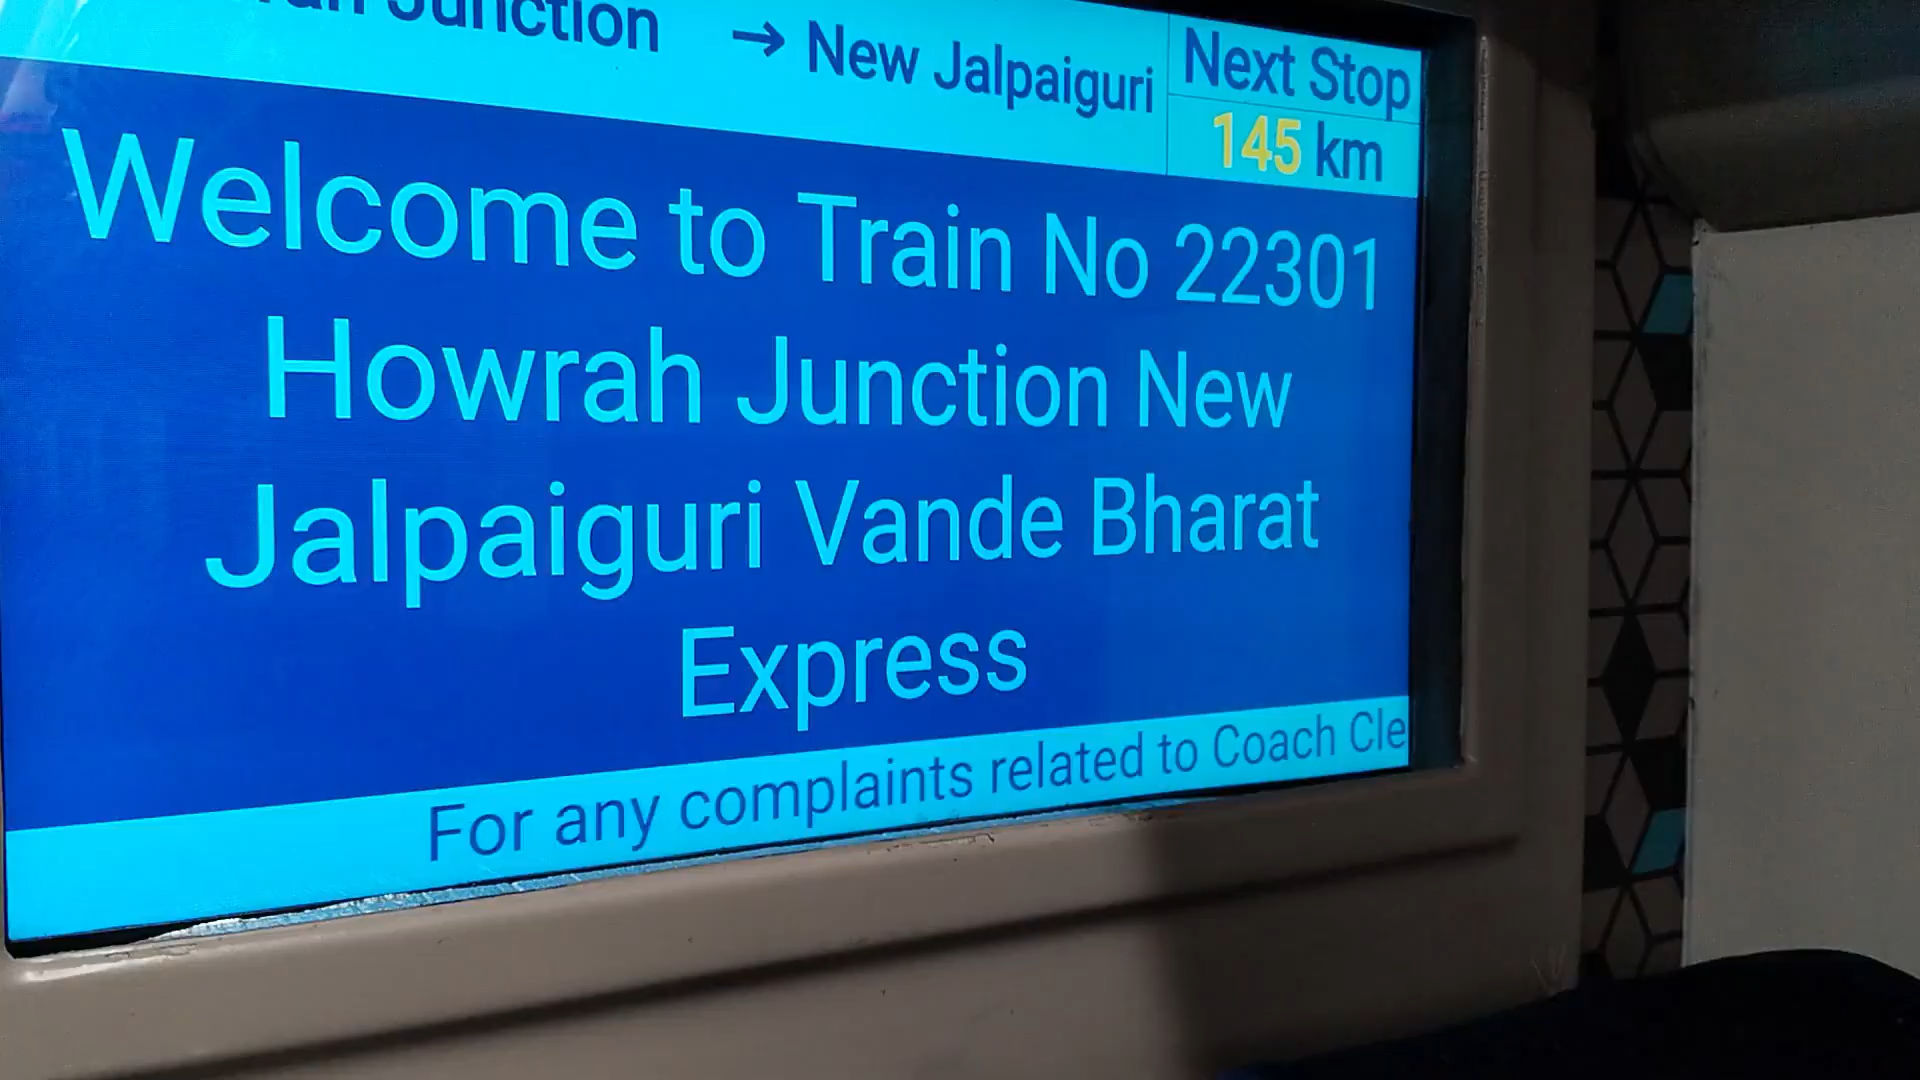 Junction → New Jalpaiguri
Next Stop
145 km
Welcome to Train No 22301
Howrah Junction New
Jalpaiguri Vande Bharat
Express
For any complaints related to Coach Cle